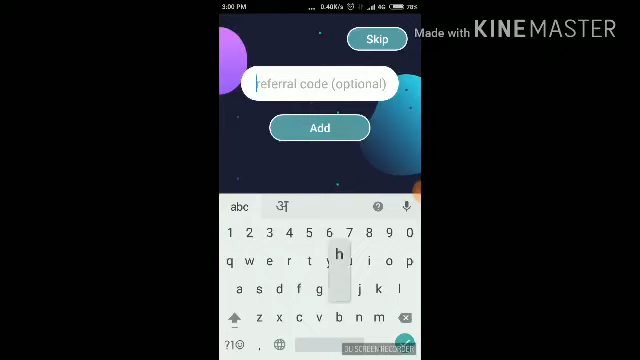 3:00 PM ... 0.40K/s 4G 78%
Skip
Made with KINEMASTER
referral code (optional)
Add
abc अ
1 2 3 4 5 6 7 8 9 0
q w e r t y u i o p
h
a s d f g j k l
z x c v b n m
?1☺ ,
DU SCREEN RECORDER